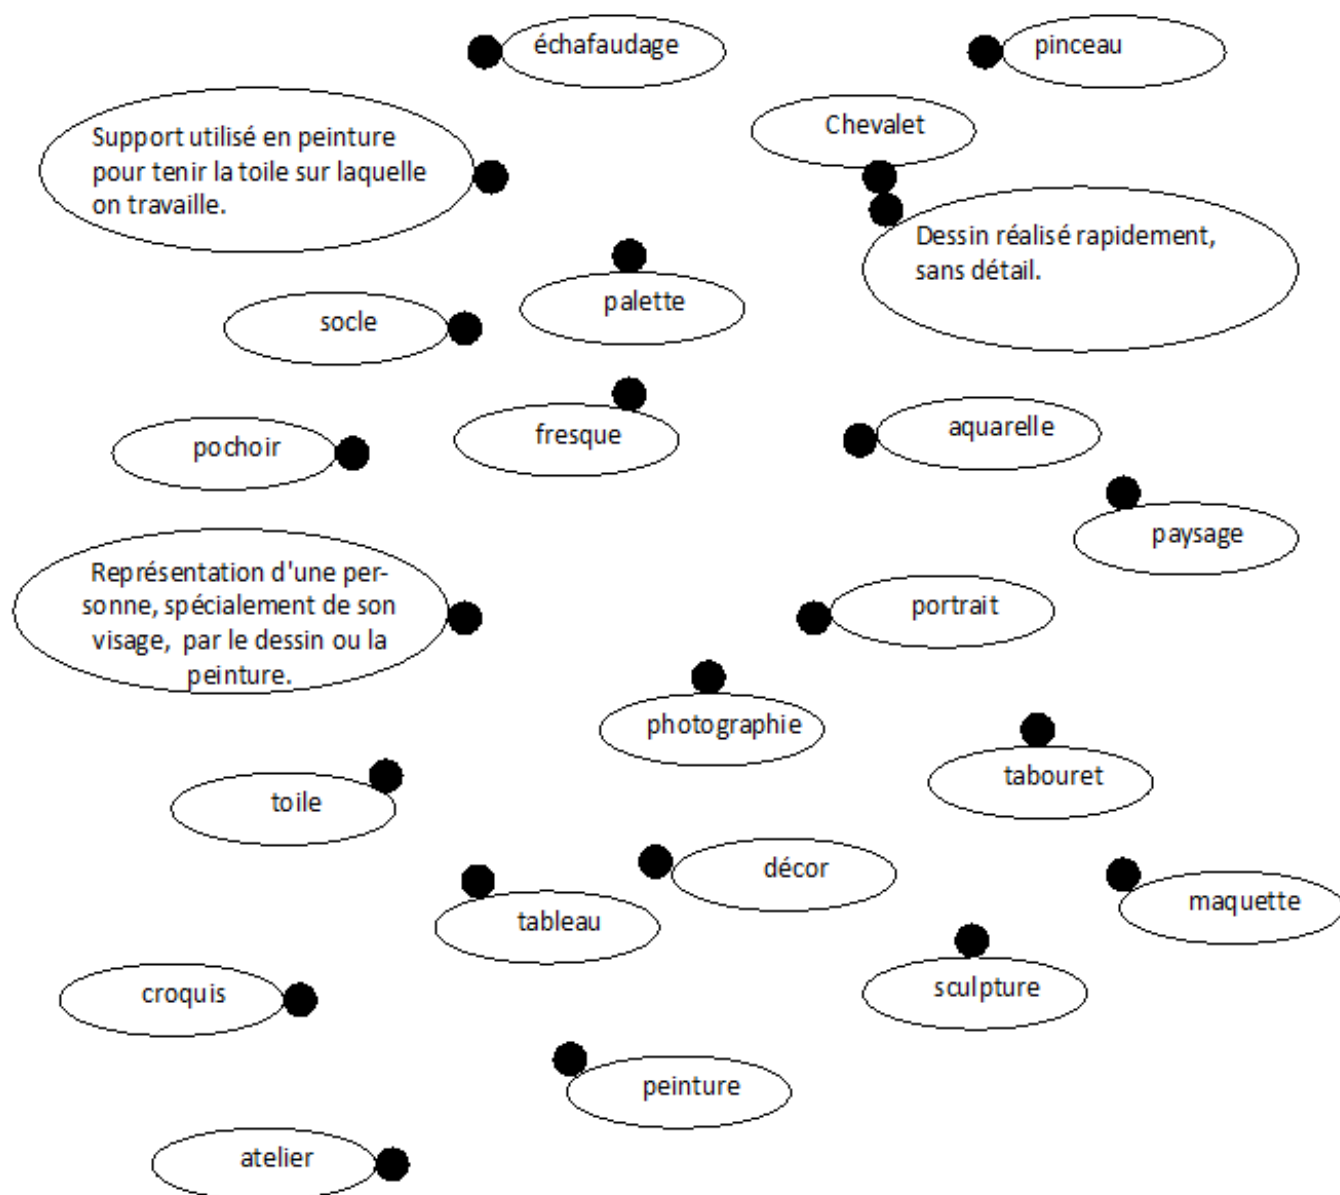 échafaudage
pinceau
Chevalet
Support utilisé en peinture
pour tenir la toile sur laquelle
on travaille.
Dessin réalisé rapidement,
sans détail.
palette
socle
fresque
aquarelle
pochoir
paysage
Représentation d'une per-
sonne, spécialement de son
visage, par le dessin ou la
peinture.
portrait
photographie
tabouret
toile
décor
tableau
maquette
croquis
sculpture
peinture
atelier